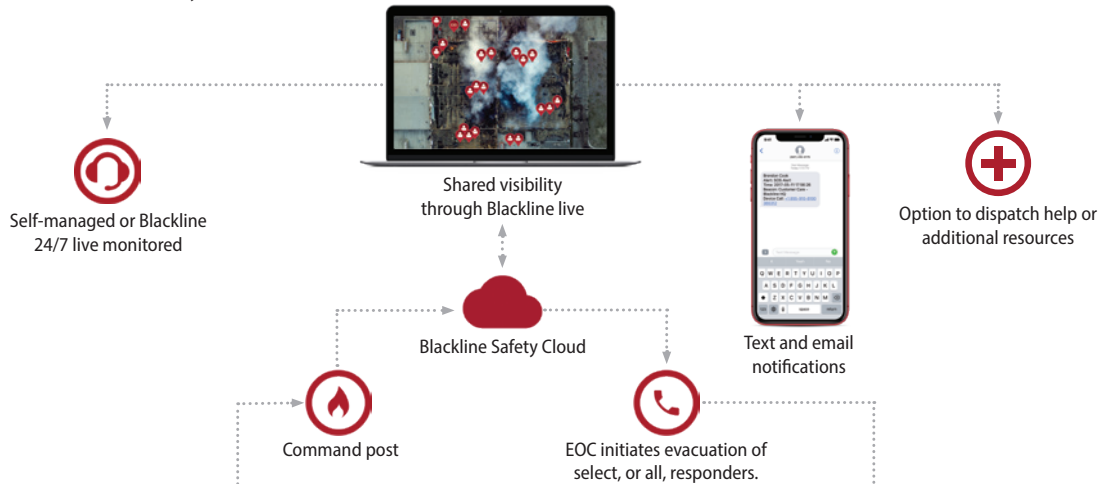 Shared visibility
through Blackline live
Self-managed or Blackline
24/7 live monitored
Option to dispatch help or
additional resources
Text and email
notifications
Blackline Safety Cloud
Command post
EOC initiates evacuation of
select, or all, responders.
Q W E R T Y U I O P
A S D F G H J K L
Z X C V B N M